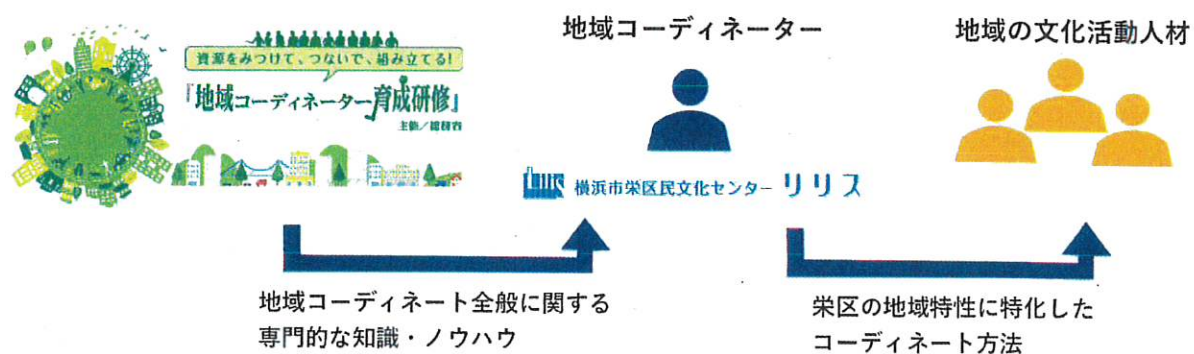 資源をみつけて、つないで、組み立てる!
『地域コーディネーター育成研修』
主催／総務省
地域コーディネーター
地域の文化活動人材
横浜市栄区民文化センター リリス
地域コーディネート全般に関する
専門的な知識・ノウハウ
栄区の地域特性に特化した
コーディネート方法